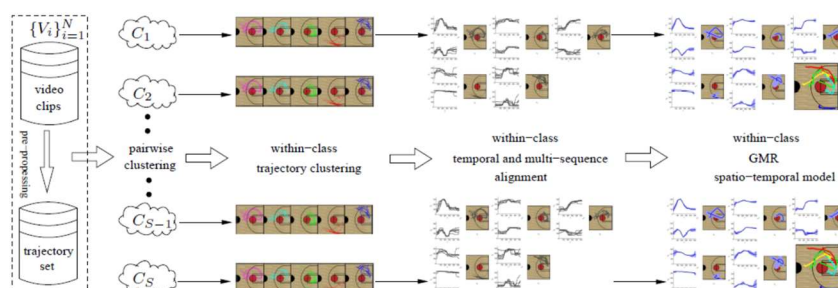 {V_i}_{i=1}^N
video
clips
pre-propessing
trajectory
set
C_1
C_2
pairwise
clustering
C_{S-1}
C_S
within-class
trajectory clustering
within-class
temporal and multi-sequence
alignment
within-class
GMR
spatio-temporal model